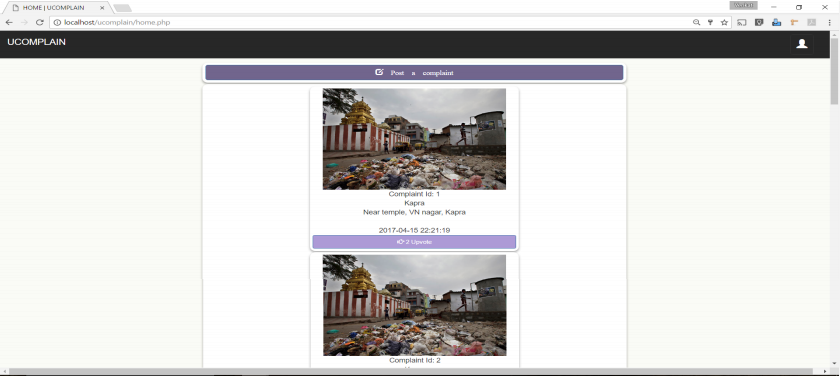 HOME | UCOMPLAIN
localhost/ucomplain/home.php
UCOMPLAIN
Post a complaint
Complaint Id: 1
Kapra
Near temple, VN nagar, Kapra
2017-04-15 22:21:19
2 Upvote
Complaint Id: 2